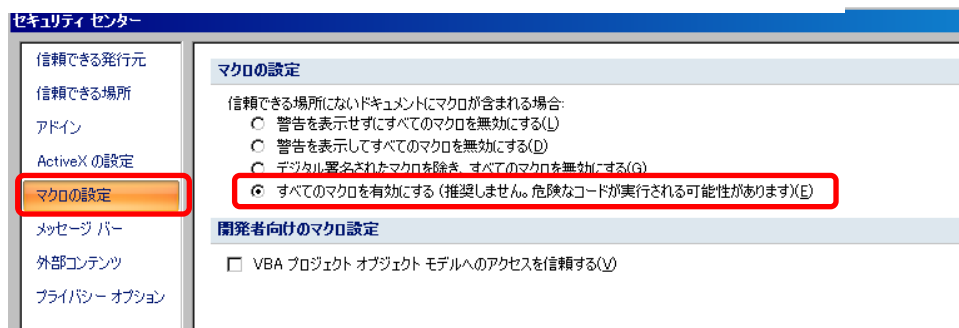 セキュリティ センター
信頼できる発行元
信頼できる場所
アドイン
ActiveX の設定
マクロの設定
メッセージ バー
外部コンテンツ
プライバシー オプション
マクロの設定
信頼できる場所にないドキュメントにマクロが含まれる場合:
警告を表示せずにすべてのマクロを無効にする(L)
警告を表示してすべてのマクロを無効にする(D)
デジタル署名されたマクロを除き、すべてのマクロを無効にする(G)
すべてのマクロを有効にする (推奨しません。危険なコードが実行される可能性があります)(E)
開発者向けのマクロ設定
VBA プロジェクト オブジェクト モデルへのアクセスを信頼する(V)